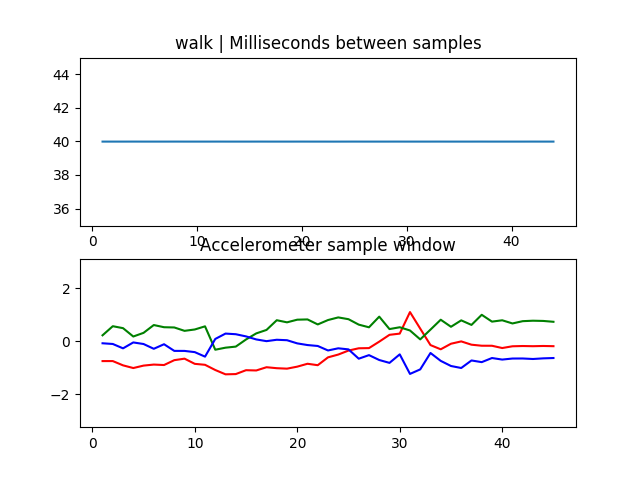 walk | Milliseconds between samples
44
42
40
38
36
0 10 20 30 40
Accelerometer sample window
2
0
−2
0 10 20 30 40